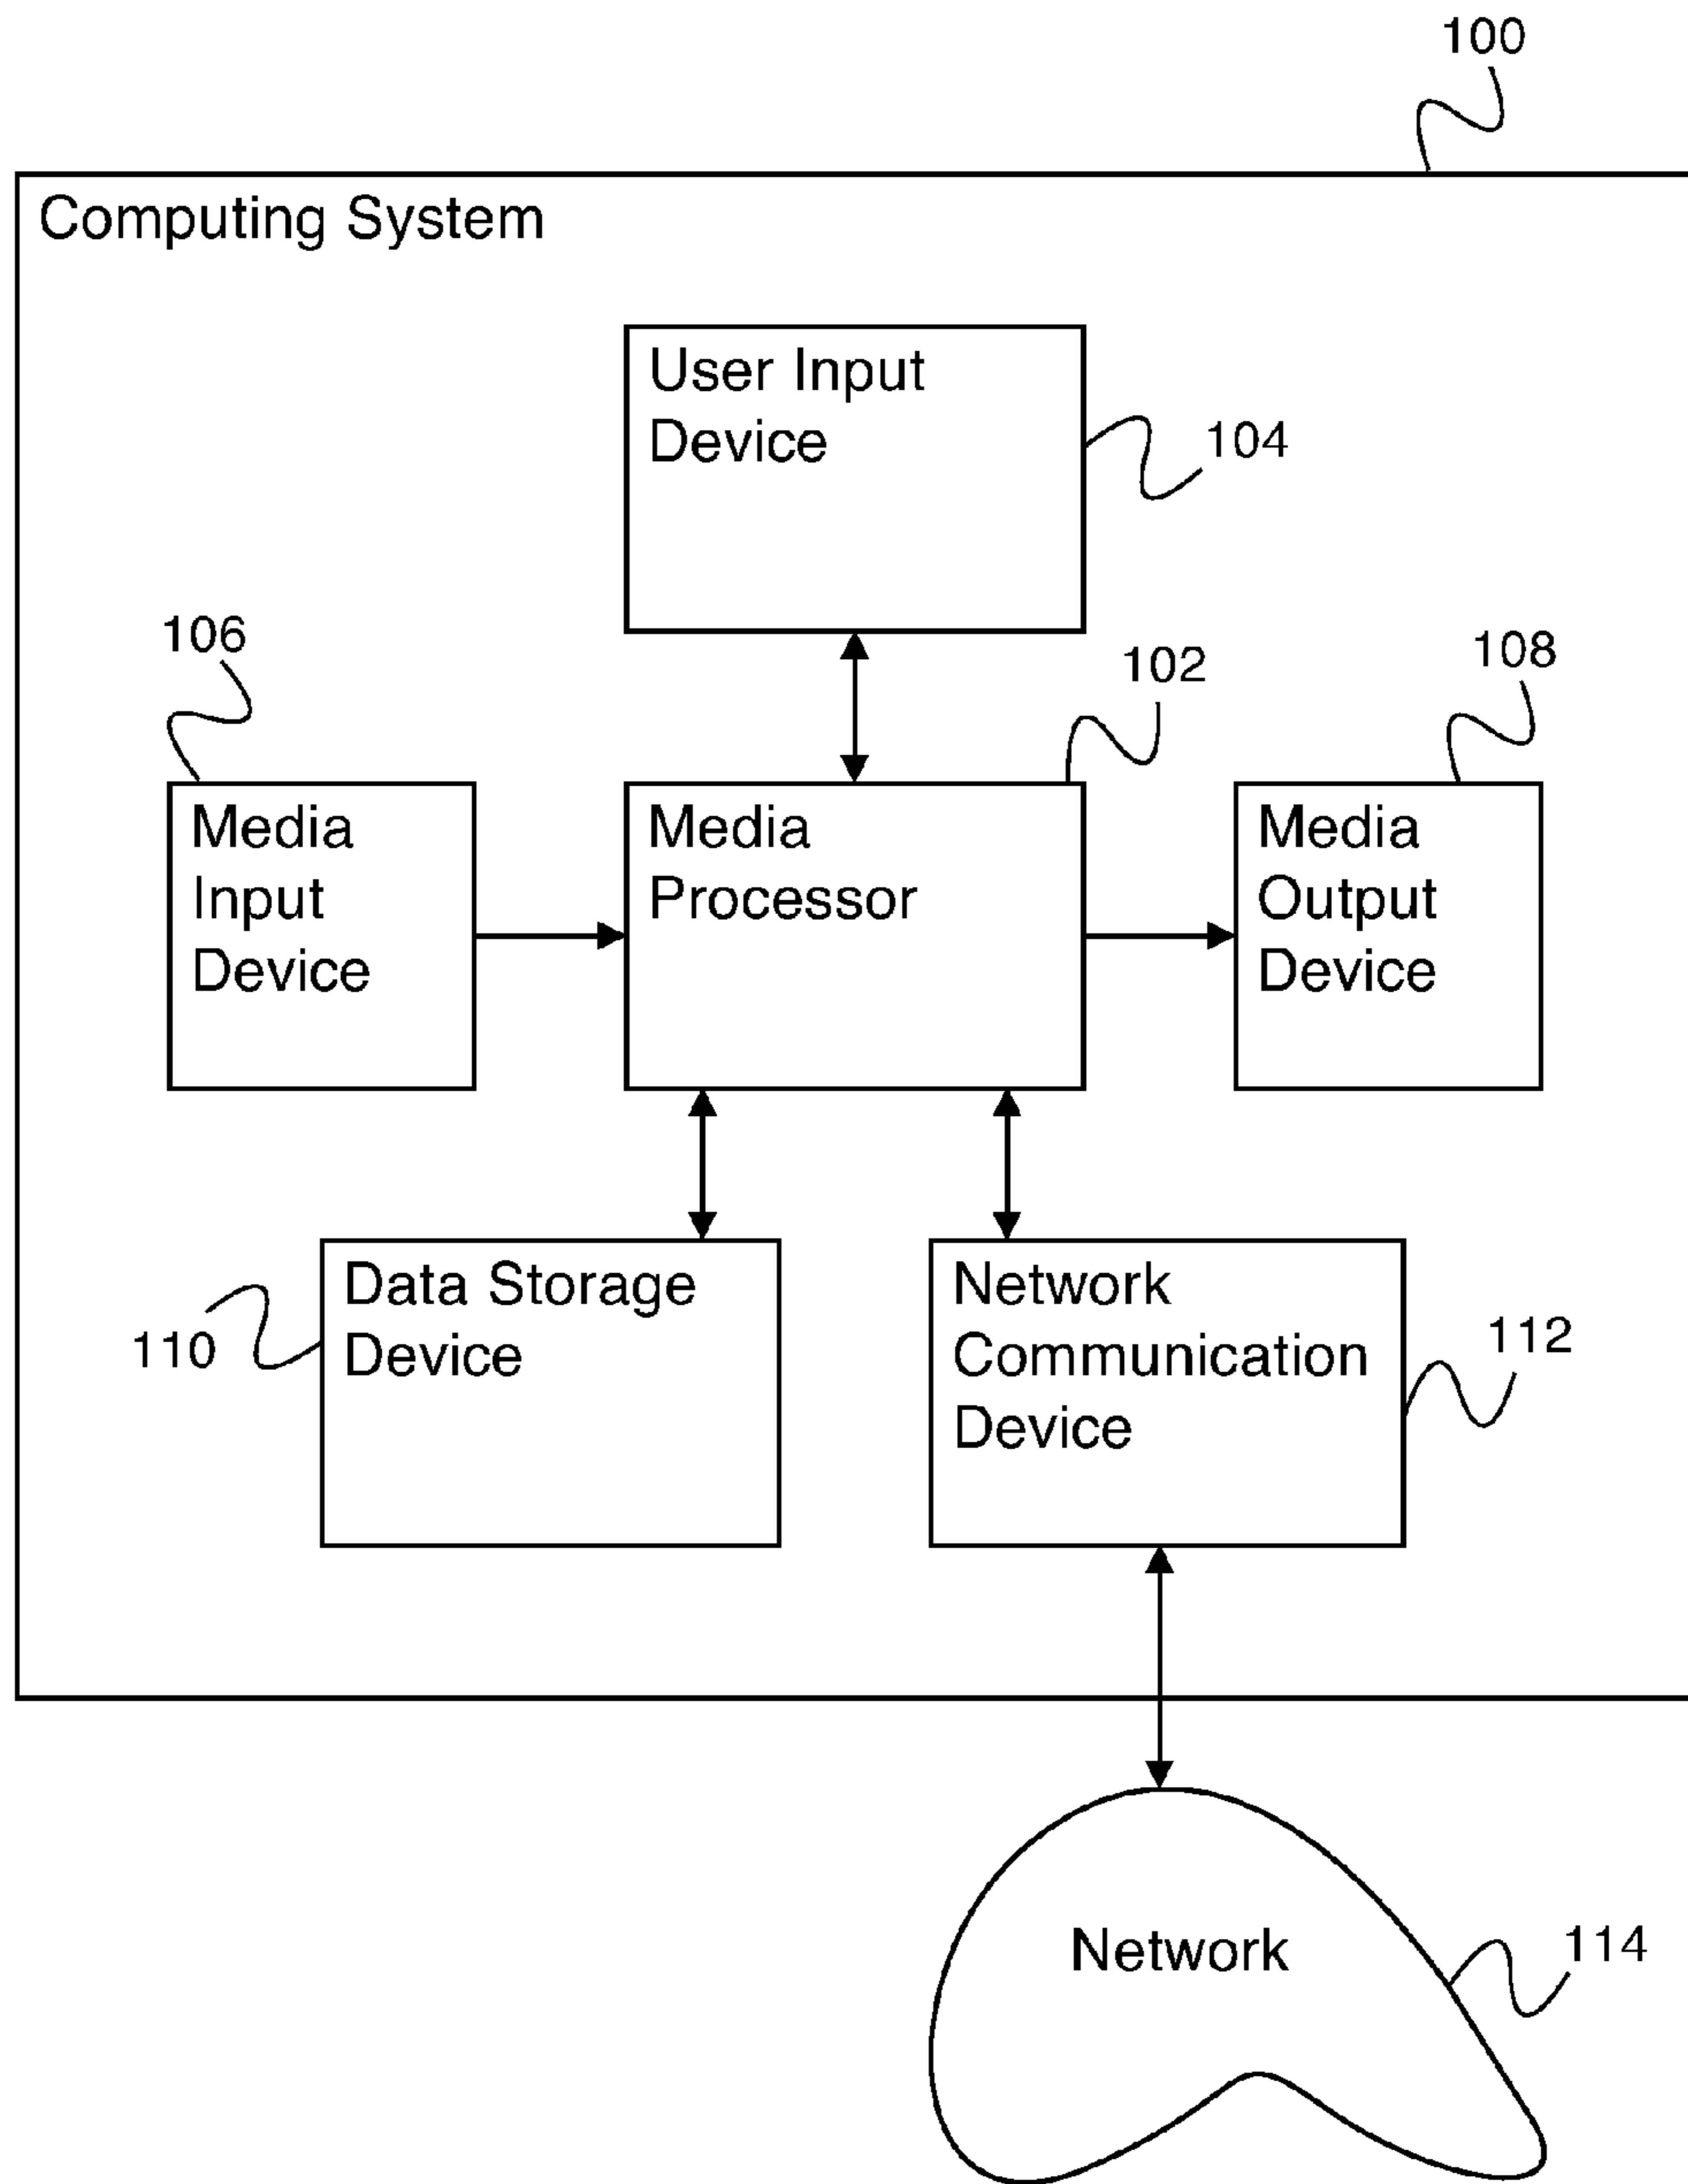 100
Computing System
User Input
Device
104
106
102
108
Media
Input
Device
Media
Processor
Media
Output
Device
110
Data Storage
Device
Network
Communication
Device
112
Network
114